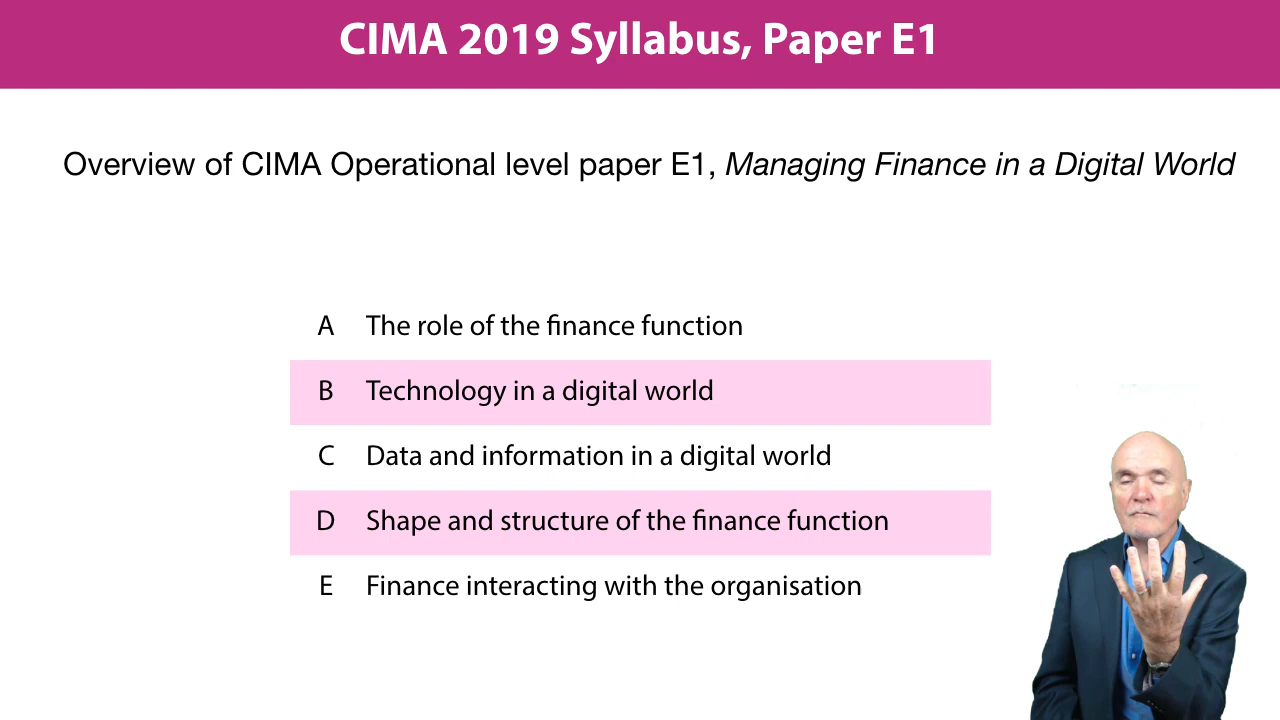 CIMA 2019 Syllabus, Paper E1
Overview of CIMA Operational level paper E1, Managing Finance in a Digital World
A The role of the finance function
B Technology in a digital world
C Data and information in a digital world
D Shape and structure of the finance function
E Finance interacting with the organisation